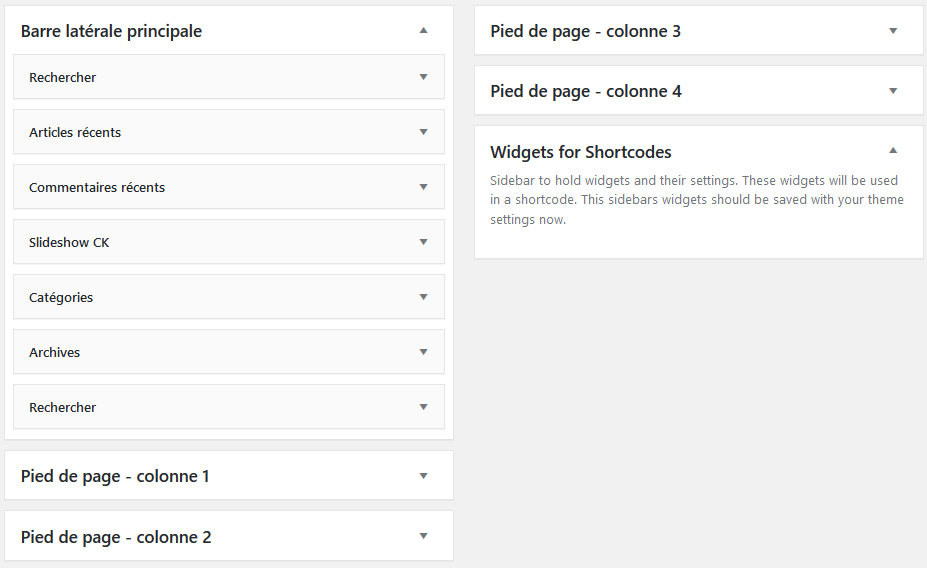 Barre latérale principale
Rechercher
Articles récents
Commentaires récents
Slideshow CK
Catégories
Archives
Rechercher
Pied de page - colonne 1
Pied de page - colonne 2
Pied de page - colonne 3
Pied de page - colonne 4
Widgets for Shortcodes
Sidebar to hold widgets and their settings. These widgets will be used
in a shortcode. This sidebars widgets should be saved with your theme
settings now.